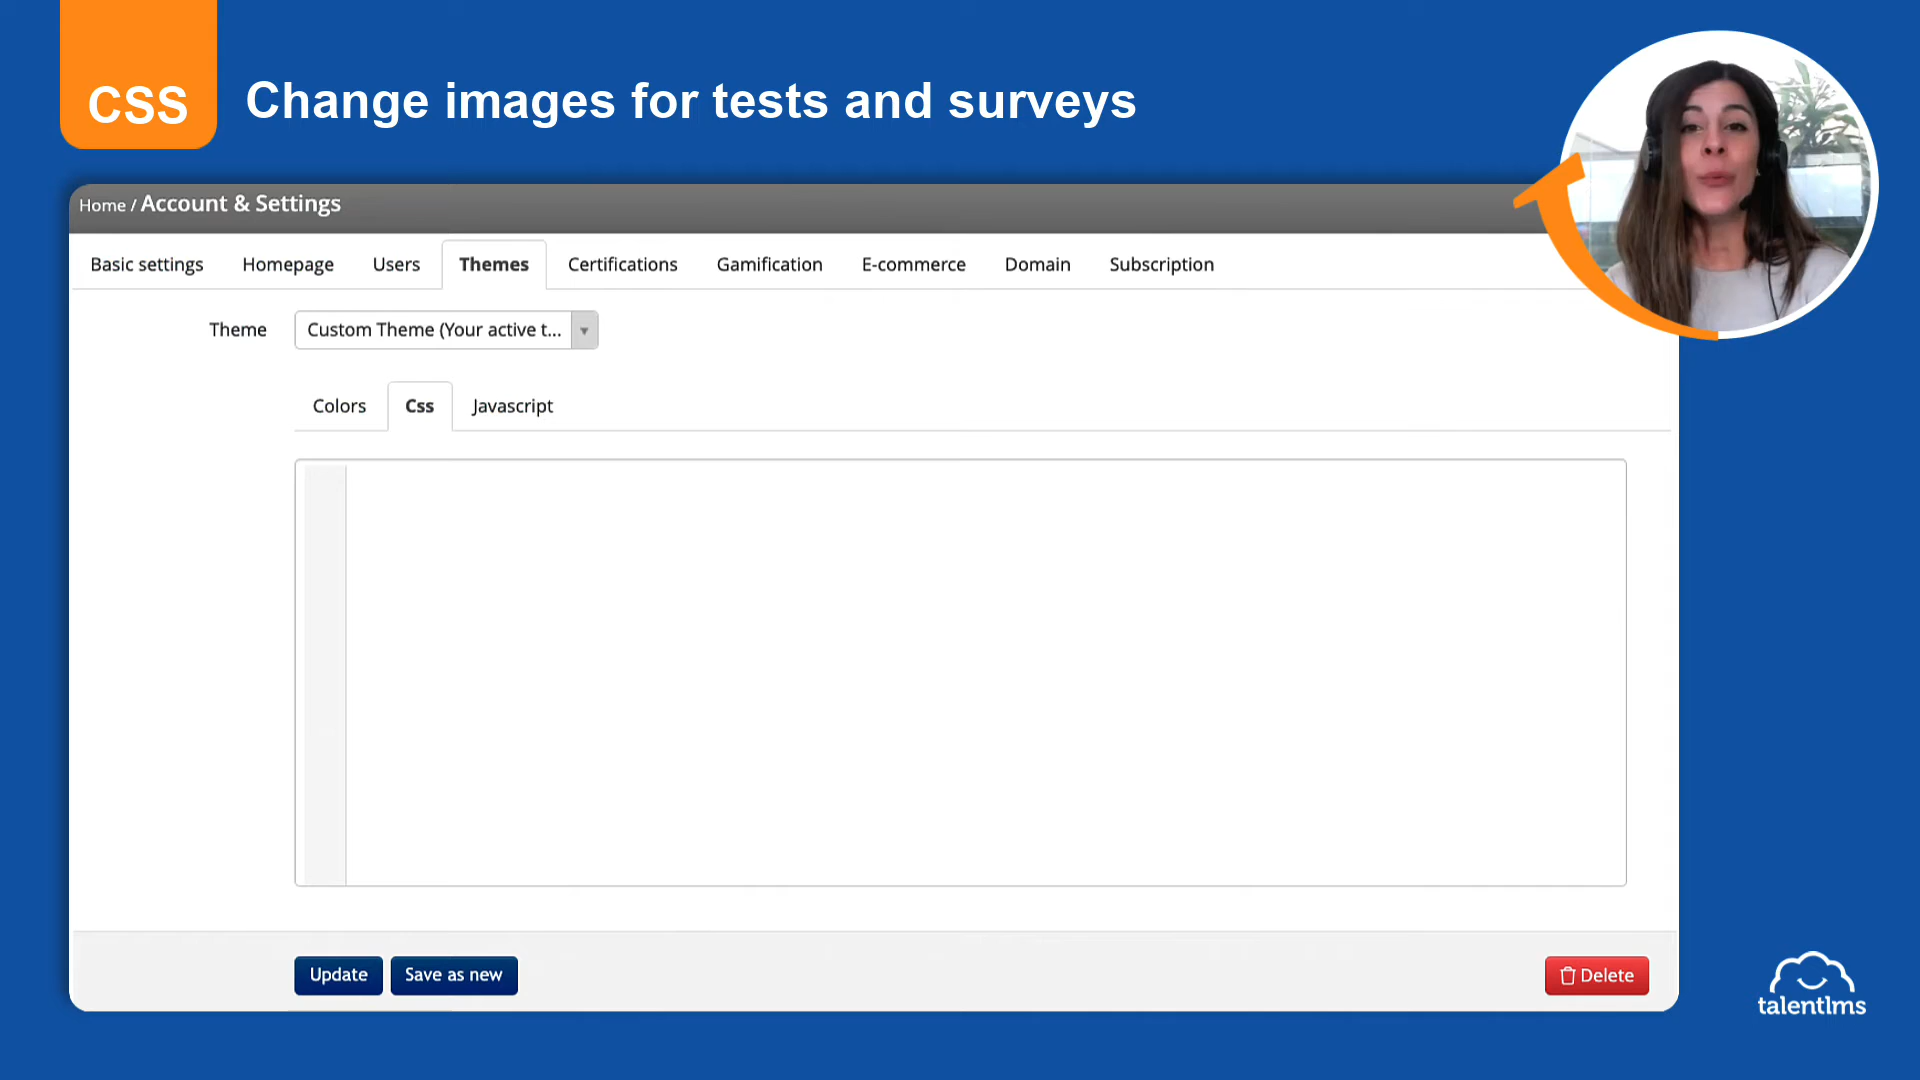 CSS
Change images for tests and surveys
Home / Account & Settings
Basic settings Homepage Users Themes Certifications Gamification E-commerce Domain Subscription
Theme Custom Theme (Your active t...
Colors Css Javascript
Update Save as new Delete
talentlms